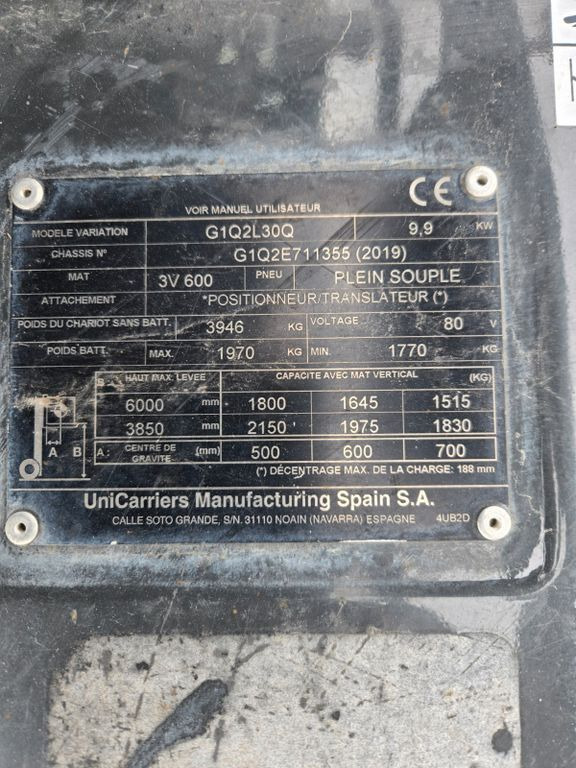 CE
VOIR MANUEL UTILISATEUR
MODELE VARIATION G1Q2L30Q 9,9 KW
CHASSIS N° G1Q2E711355 (2019)
MAT 3V 600 PNEU PLEIN SOUPLE
ATTACHEMENT *POSITIONNEUR/TRANSLATEUR (*)
POIDS DU CHARIOT SANS BATT. 3946 KG VOLTAGE 80 V
POIDS BATT. MAX. 1970 KG MIN. 1770 KG
B : HAUT MAX. LEVEE CAPACITE AVEC MAT VERTICAL (KG)
6000 mm 1800 1645 1515
3850 mm 2150 1975 1830
A B A : CENTRE DE GRAVITE (mm) 500 600 700
(*) DÉCENTRAGE MAX. DE LA CHARGE: 188 mm
UniCarriers Manufacturing Spain S.A.
CALLE SOTO GRANDE, S/N. 31110 NOAIN (NAVARRA) ESPAGNE 4UB2D